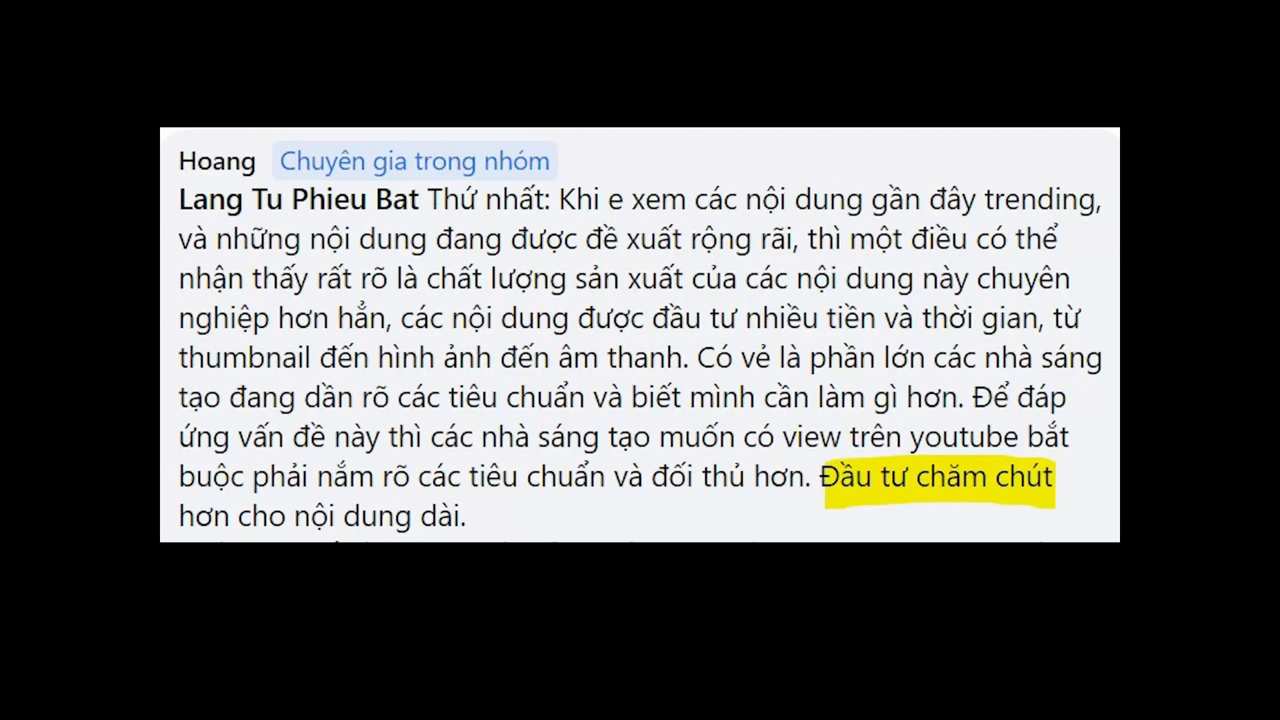 Hoang Chuyên gia trong nhóm
Lang Tu Phieu Bat Thứ nhất: Khi e xem các nội dung gần đây trending,
và những nội dung đang được đề xuất rộng rãi, thì một điều có thể
nhận thấy rất rõ là chất lượng sản xuất của các nội dung này chuyên
nghiệp hơn hẳn, các nội dung được đầu tư nhiều tiền và thời gian, từ
thumbnail đến hình ảnh đến âm thanh. Có vẻ là phần lớn các nhà sáng
tạo đang dần rõ các tiêu chuẩn và biết mình cần làm gì hơn. Để đáp
ứng vấn đề này thì các nhà sáng tạo muốn có view trên youtube bắt
buộc phải nắm rõ các tiêu chuẩn và đối thủ hơn. Đầu tư chăm chút
hơn cho nội dung dài.